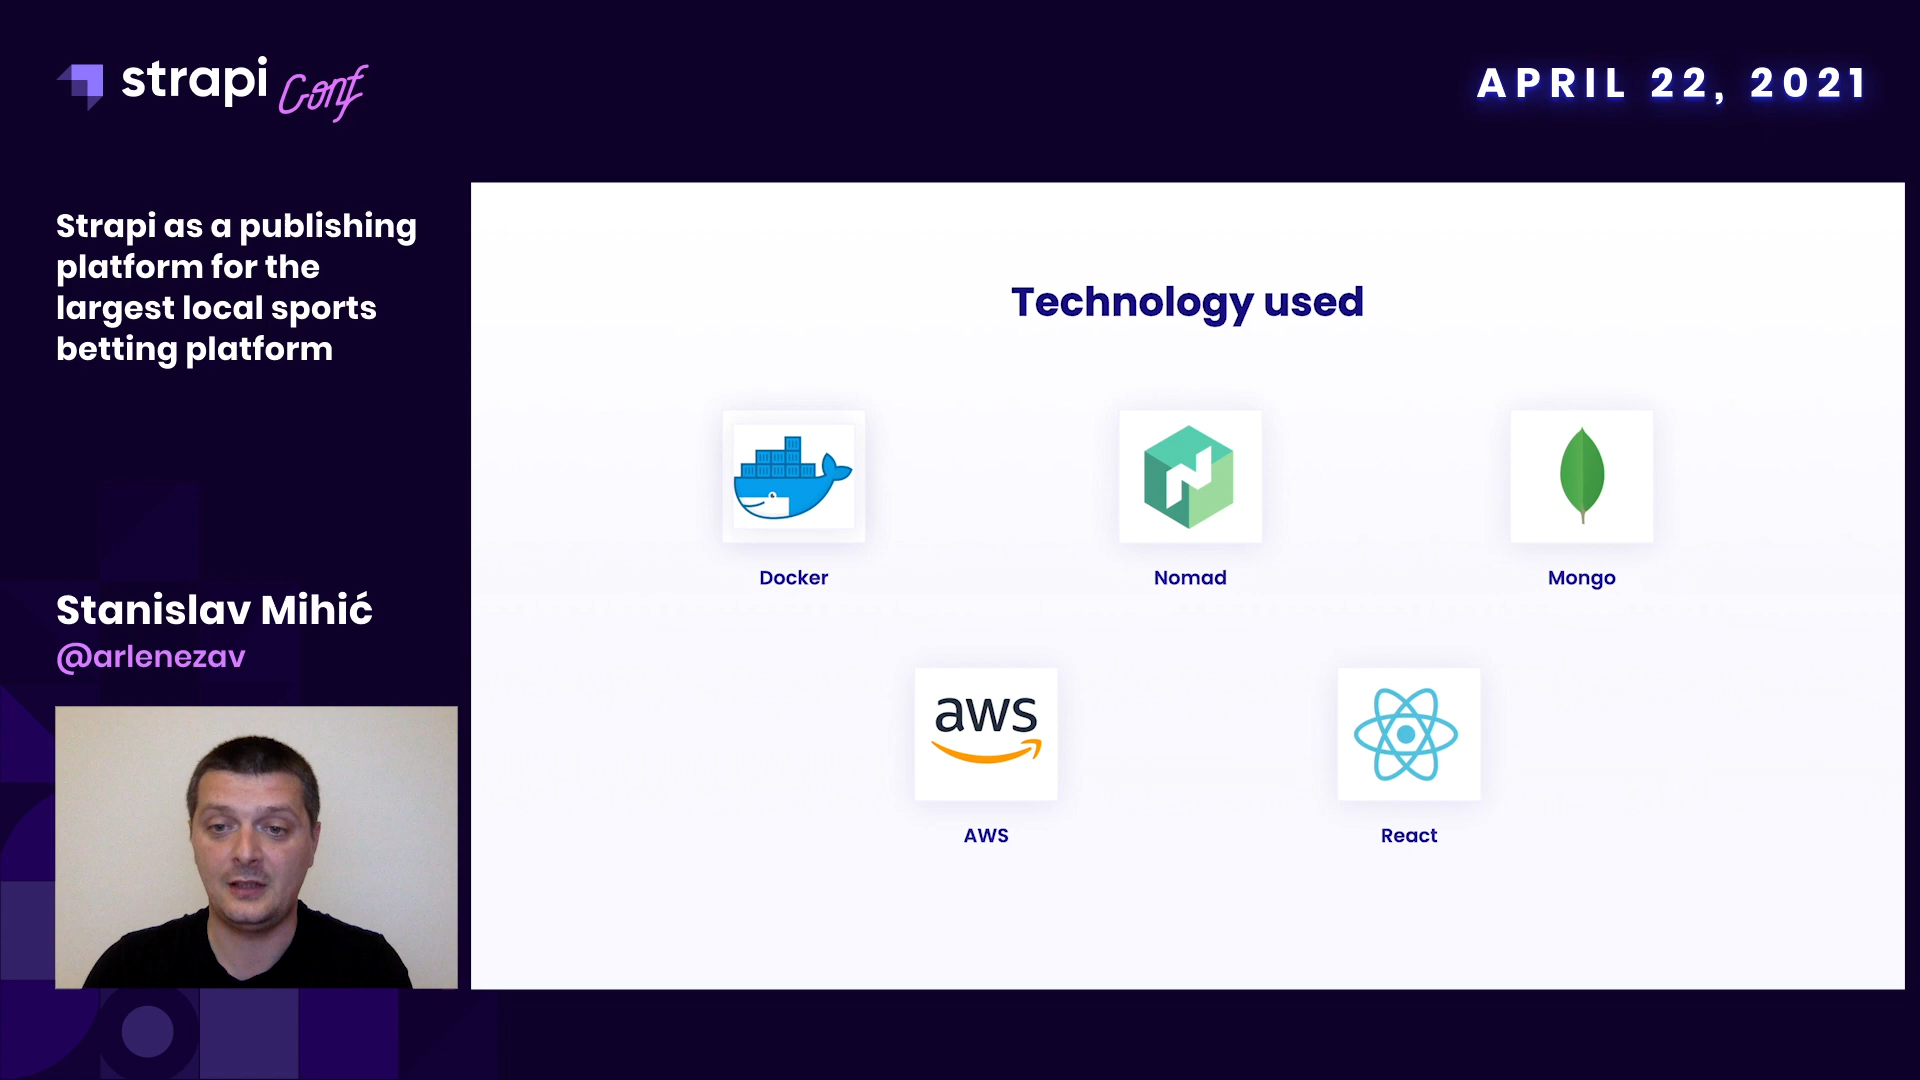 strapi Conf
APRIL 22, 2021
Strapi as a publishing
platform for the
largest local sports
betting platform
Stanislav Mihić
@arlenezav
Technology used
Docker
Nomad
Mongo
aws
AWS
React